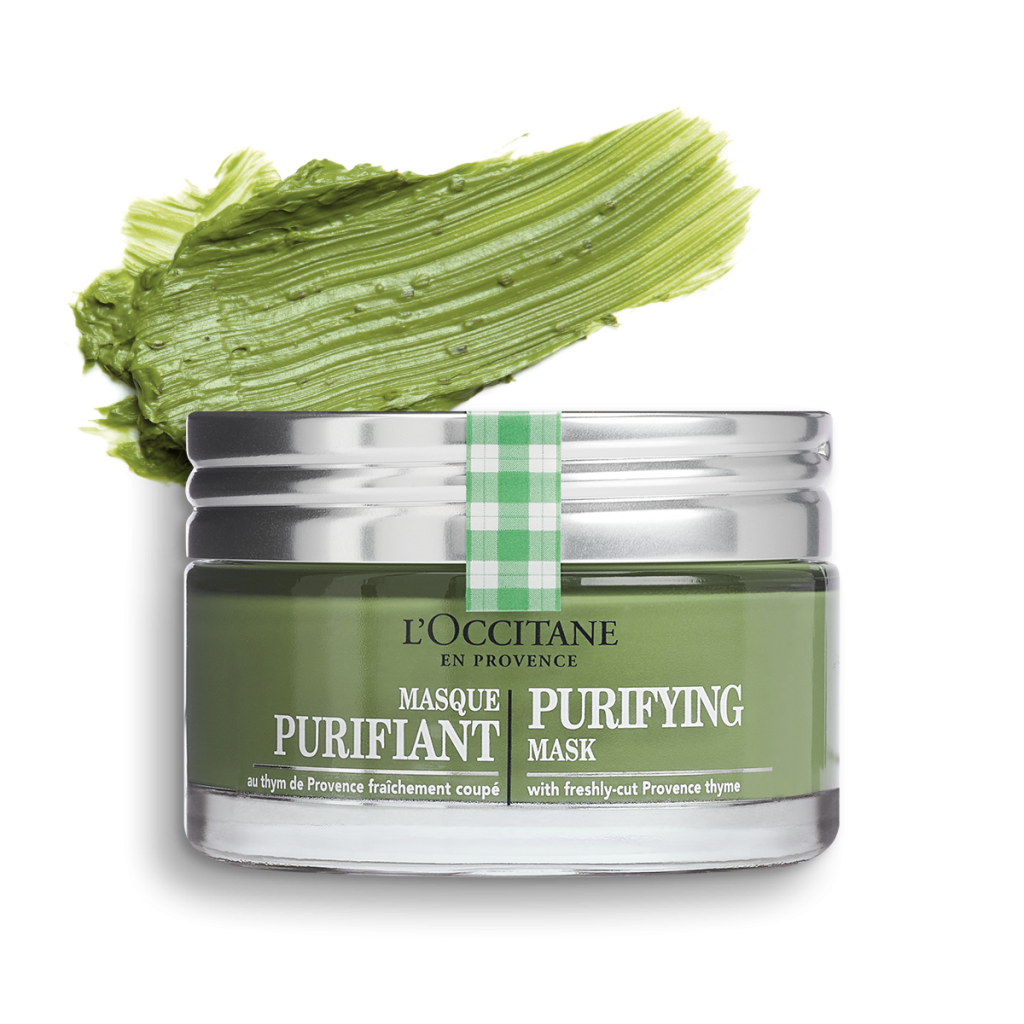 L'OCCITANE
EN PROVENCE
MASQUE
PURIFIANT
au thym de Provence fraîchement coupé
PURIFYING
MASK
with freshly-cut Provence thyme